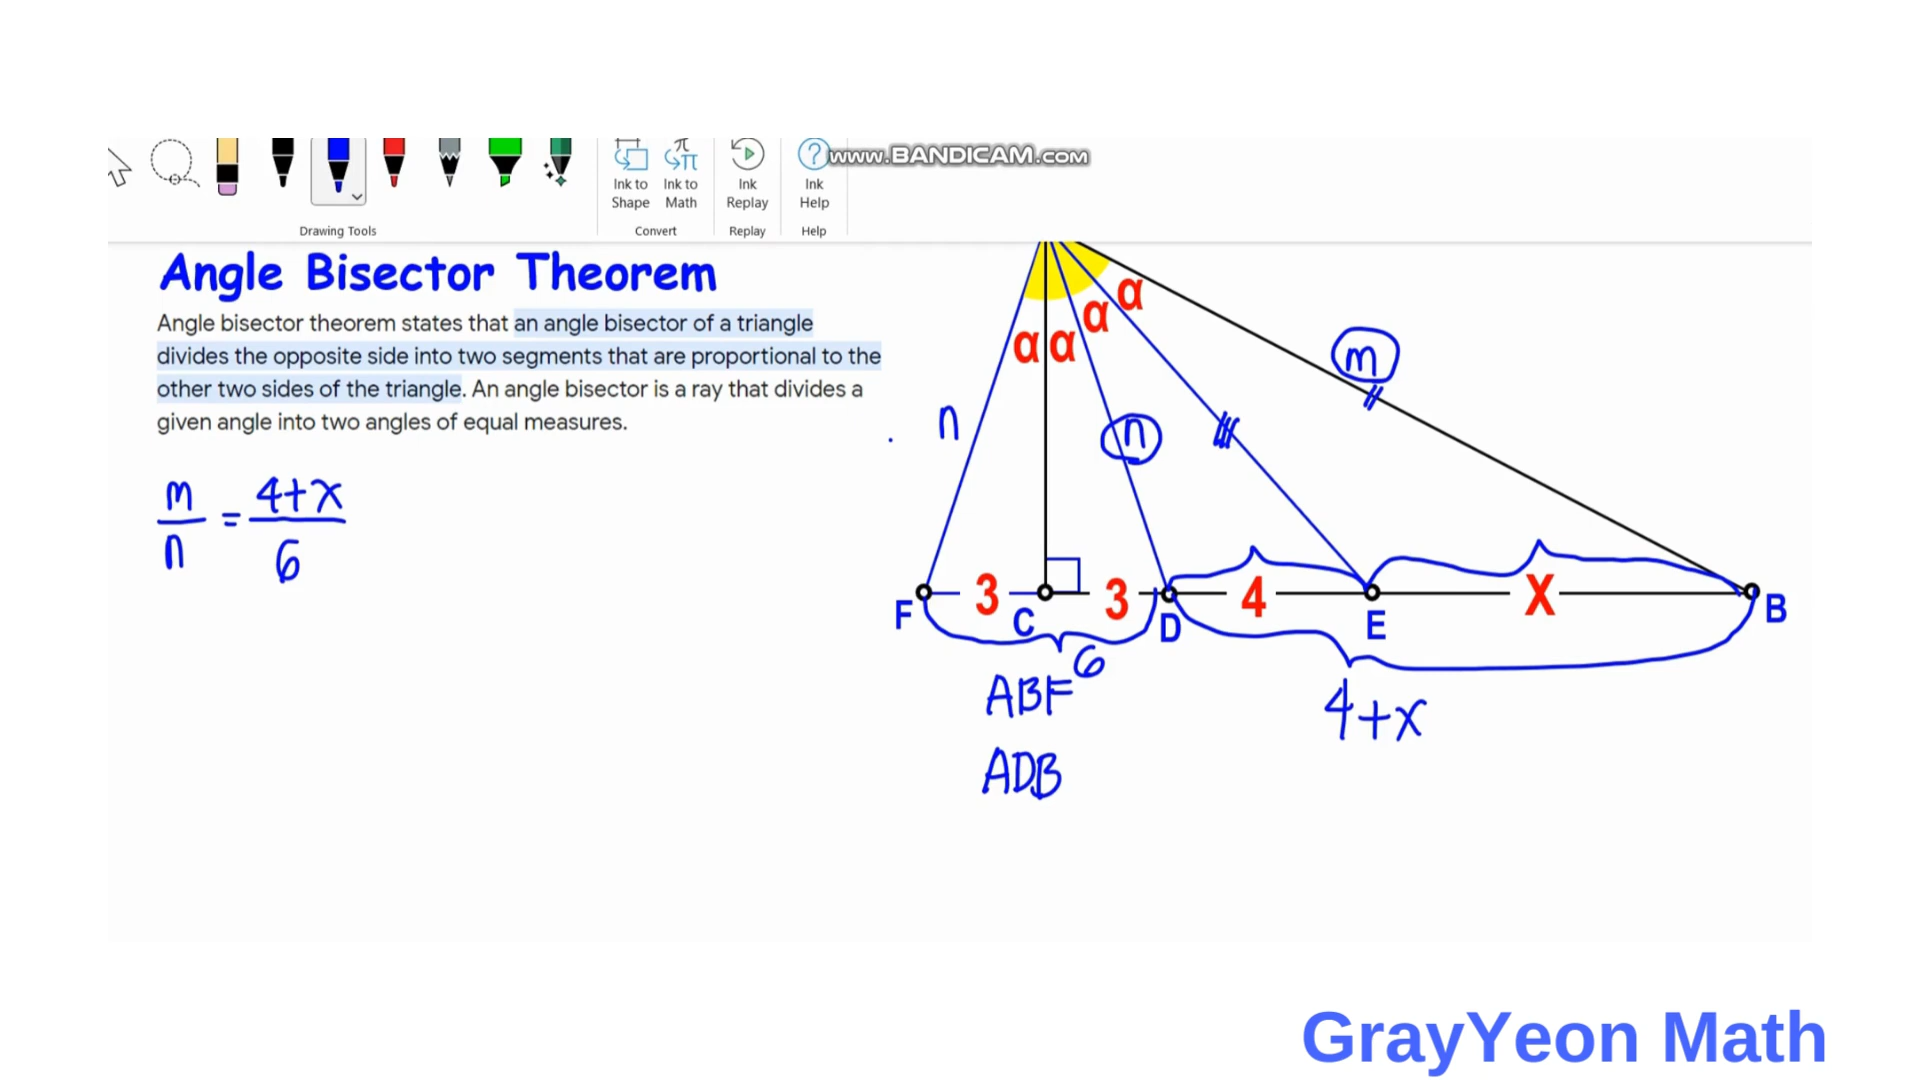 www.BANDICAM.com
Ink to Shape
Ink to Math
Ink Replay
Ink Help
Drawing Tools
Convert
Replay
Help
Angle Bisector Theorem
Angle bisector theorem states that an angle bisector of a triangle
divides the opposite side into two segments that are proportional to the
other two sides of the triangle. An angle bisector is a ray that divides a
given angle into two angles of equal measures.
m/n = 4+x/6
α α α α
m
n
n
3 3 4 X
F C D E B
6
ABF
4+x
ADB
GrayYeon Math